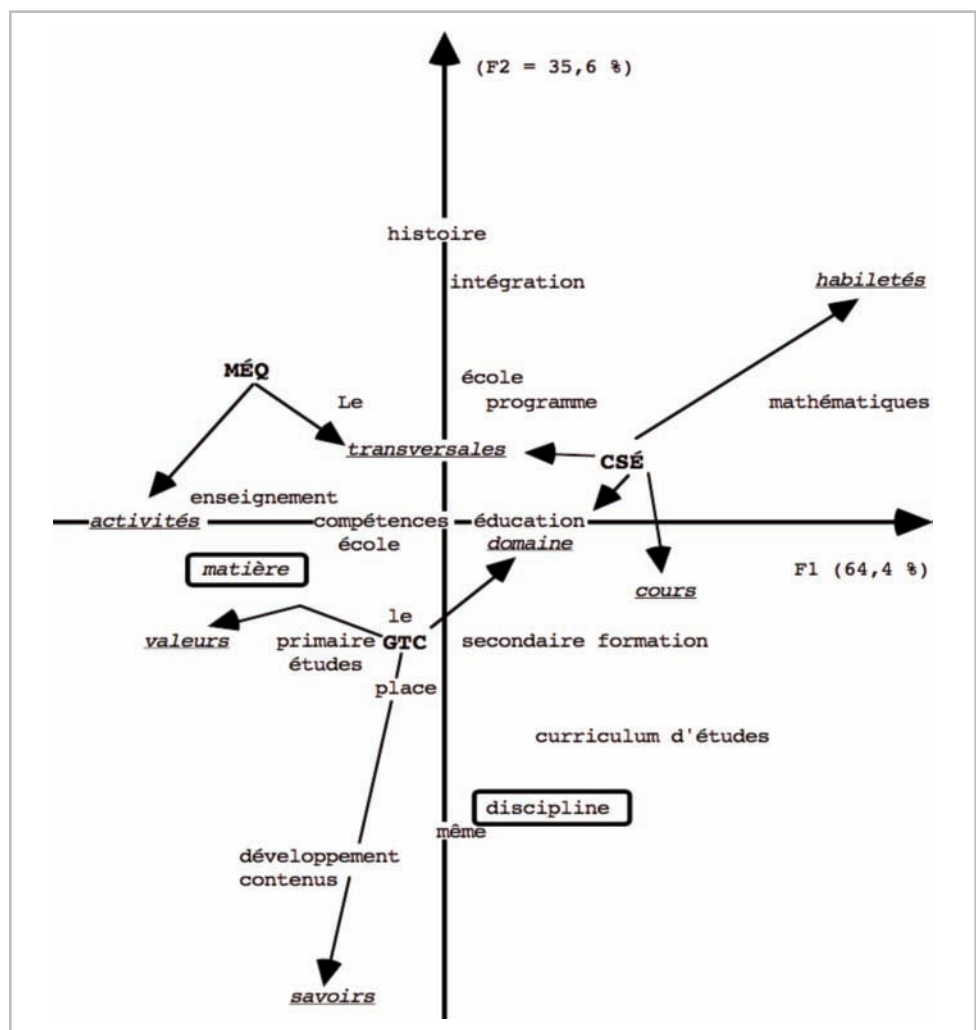 (F2 = 35,6 %)
histoire
intégration
habiletés
MÉQ
école
Le programme mathématiques
transversales
CSÉ
enseignement
activités compétences éducation
école domaine
matière F1 (64,4 %)
cours
le
valeurs primaire GTC secondaire formation
études
place
curriculum d'études
discipline
même
développement
contenus
savoirs